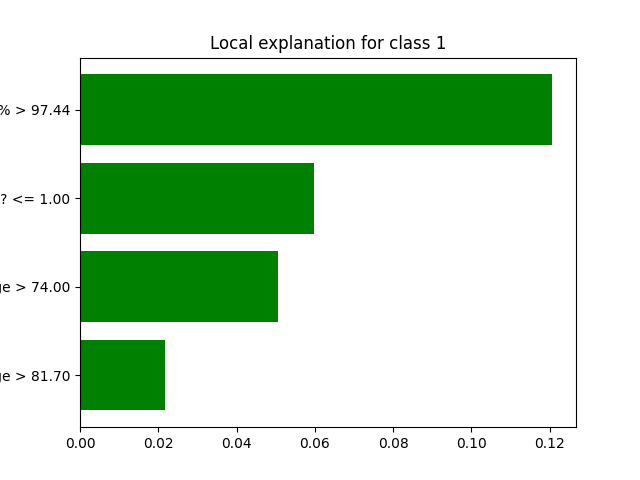 Local explanation for class 1
% > 97.44
? <= 1.00
ge > 74.00
ge > 81.70
0.00 0.02 0.04 0.06 0.08 0.10 0.12